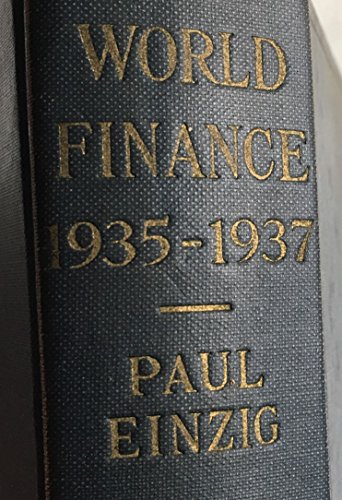 WORLD
FINANCE
1935-1937
PAUL
EINZIG